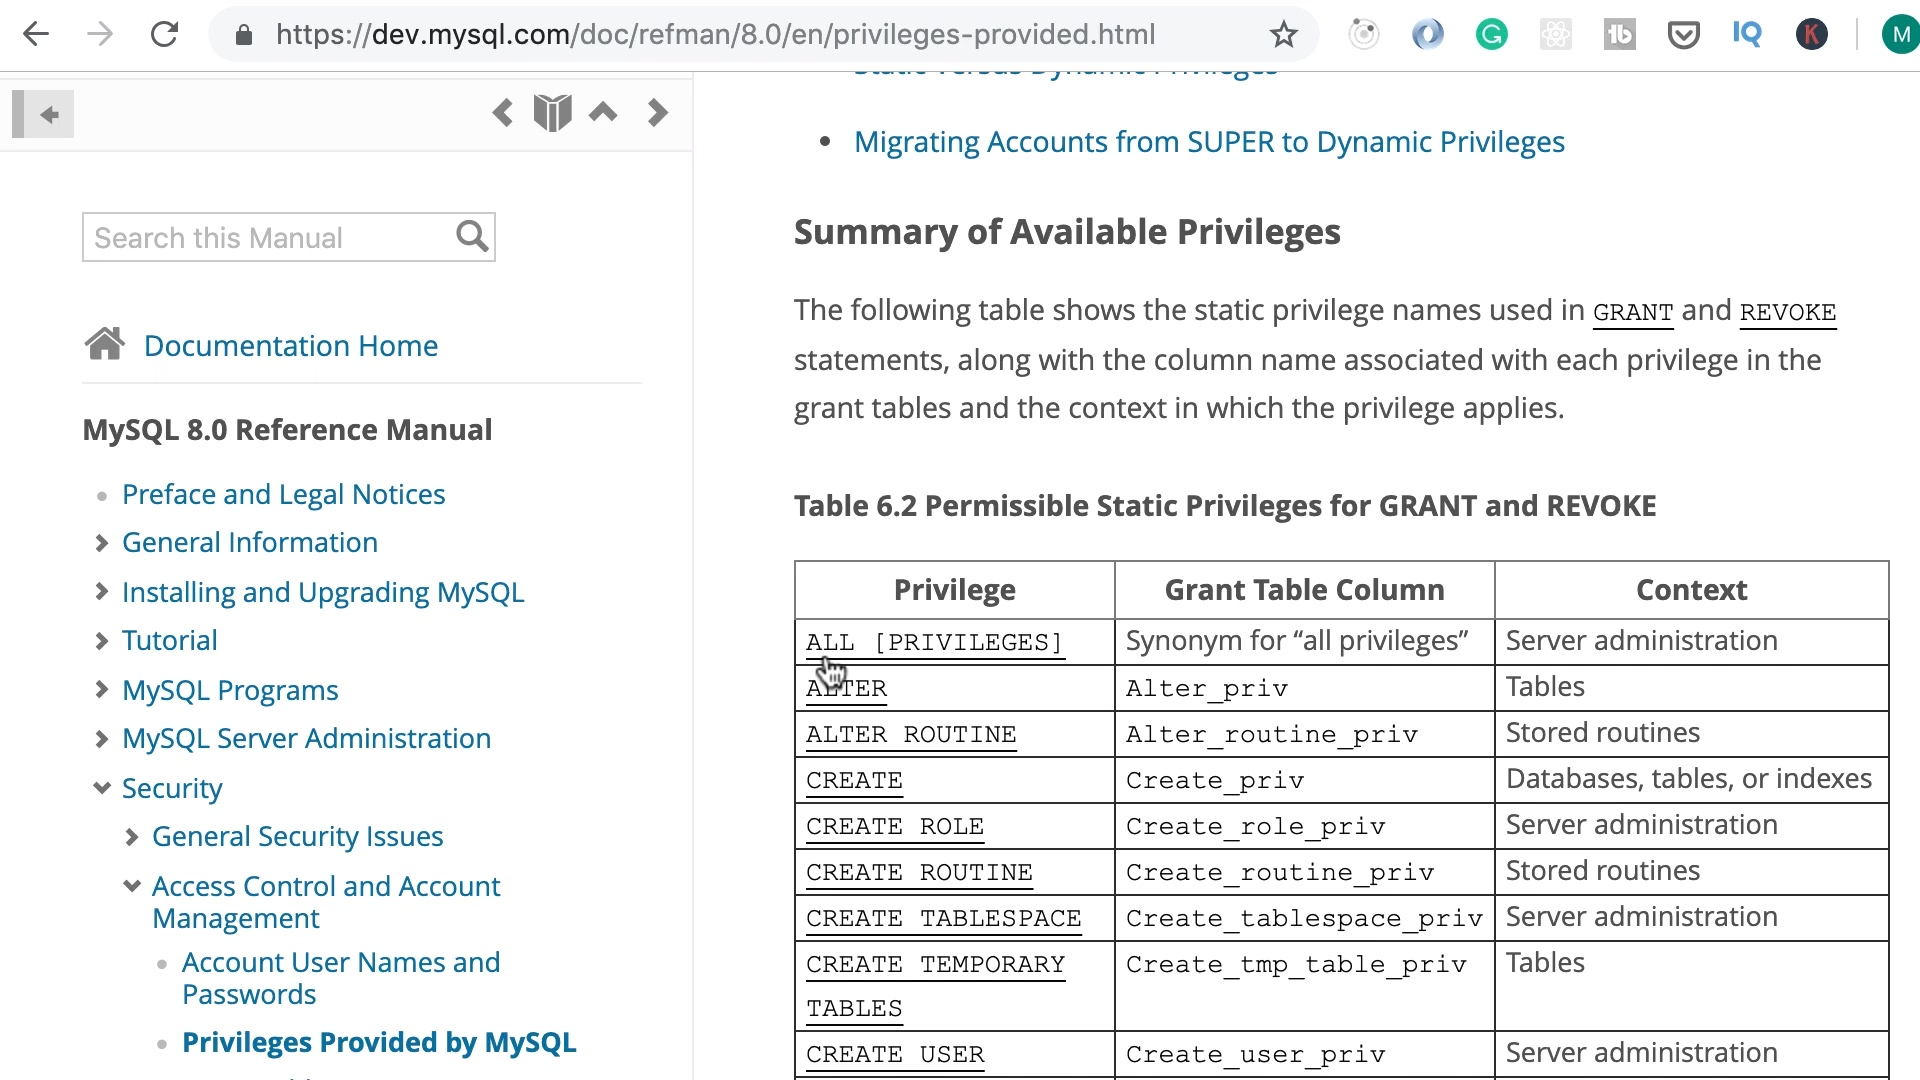 https://dev.mysql.com/doc/refman/8.0/en/privileges-provided.html
G
tb
IQ
K
M
Static Versus Dynamic Privileges
Migrating Accounts from SUPER to Dynamic Privileges
Search this Manual
Documentation Home
MySQL 8.0 Reference Manual
Preface and Legal Notices
General Information
Installing and Upgrading MySQL
Tutorial
MySQL Programs
MySQL Server Administration
Security
General Security Issues
Access Control and Account
Management
Account User Names and
Passwords
Privileges Provided by MySQL
Summary of Available Privileges
The following table shows the static privilege names used in GRANT and REVOKE
statements, along with the column name associated with each privilege in the
grant tables and the context in which the privilege applies.
Table 6.2 Permissible Static Privileges for GRANT and REVOKE
Privilege Grant Table Column Context
ALL [PRIVILEGES] Synonym for “all privileges” Server administration
ALTER Alter_priv Tables
ALTER ROUTINE Alter_routine_priv Stored routines
CREATE Create_priv Databases, tables, or indexes
CREATE ROLE Create_role_priv Server administration
CREATE ROUTINE Create_routine_priv Stored routines
CREATE TABLESPACE Create_tablespace_priv Server administration
CREATE TEMPORARY Create_tmp_table_priv Tables
TABLES
CREATE USER Create_user_priv Server administration